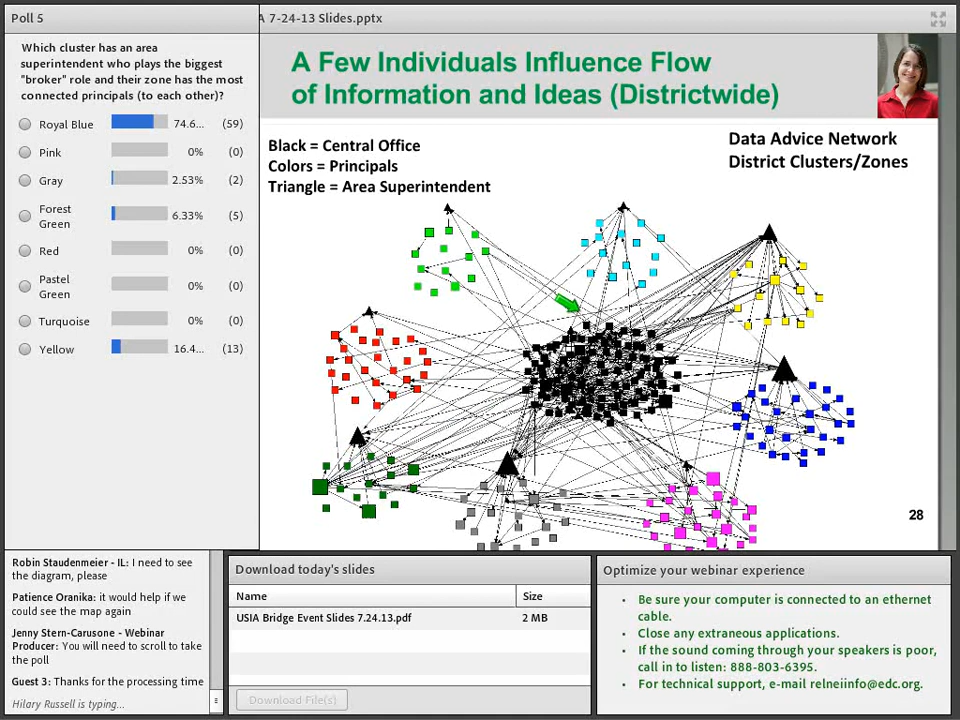 Poll 5
A 7-24-13 Slides.pptx
Which cluster has an area
superintendent who plays the biggest
"broker" role and their zone has the most
connected principals (to each other)?
Royal Blue 74.6... (59)
Pink 0% (0)
Gray 2.53% (2)
Forest
Green 6.33% (5)
Red 0% (0)
Pastel
Green 0% (0)
Turquoise 0% (0)
Yellow 16.4... (13)
A Few Individuals Influence Flow
of Information and Ideas (Districtwide)
Black = Central Office
Colors = Principals
Triangle = Area Superintendent
Data Advice Network
District Clusters/Zones
28
Robin Staudenmeier - IL: I need to see
the diagram, please
Patience Oranika: it would help if we
could see the map again
Jenny Stern-Carusone - Webinar
Producer: You will need to scroll to take
the poll
Guest 3: Thanks for the processing time
Hilary Russell is typing...
Download today's slides
Name Size
USIA Bridge Event Slides 7.24.13.pdf 2 MB
Download File(s)
Optimize your webinar experience
• Be sure your computer is connected to an ethernet
cable.
• Close any extraneous applications.
• If the sound coming through your speakers is poor,
call in to listen: 888-803-6395.
• For technical support, e-mail relneiinfo@edc.org.